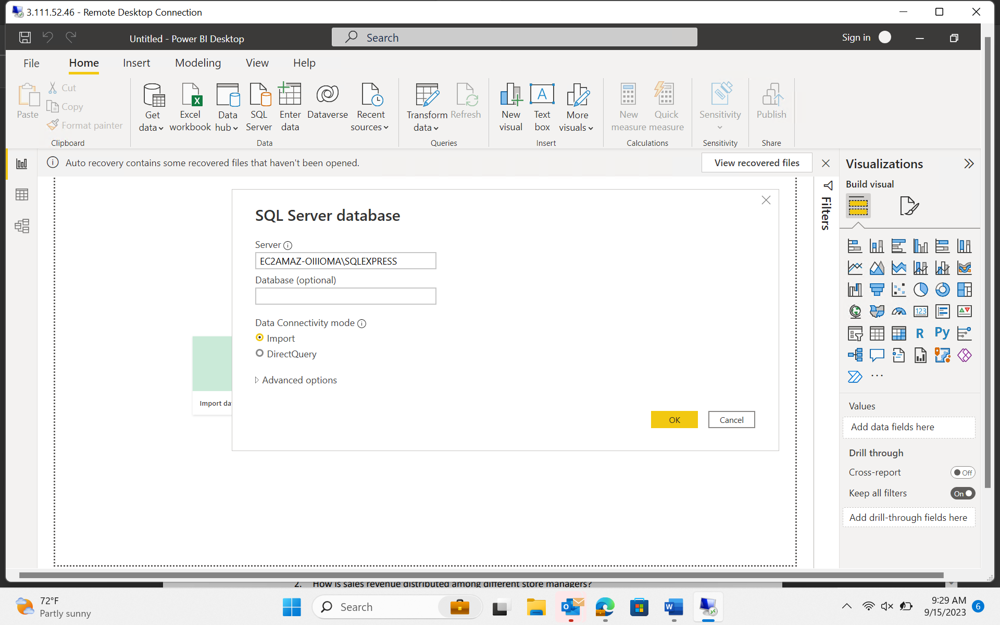 3.111.52.46 - Remote Desktop Connection
Untitled - Power BI Desktop
Search
Sign in
File
Home
Insert
Modeling
View
Help
Paste
Cut
Copy
Format painter
Clipboard
Get data
Excel workbook
Data hub
SQL Server
Enter data
Dataverse
Recent sources
Data
Transform data
Refresh
Queries
New visual
Text box
More visuals
Insert
New measure
Quick measure
Calculations
Sensitivity
Sensitivity
Publish
Share
Auto recovery contains some recovered files that haven't been opened.
View recovered files
SQL Server database
Server
EC2AMAZ-OIIIOMA\SQLEXPRESS
Database (optional)
Data Connectivity mode
Import
DirectQuery
Advanced options
OK
Cancel
Import da
Filters
Visualizations
Build visual
123
R
Py
Values
Add data fields here
Drill through
Cross-report
Off
Keep all filters
On
Add drill-through fields here
2. How is sales revenue distributed among different store managers?
72°F
Partly sunny
Search
9:29 AM
9/15/2023
6